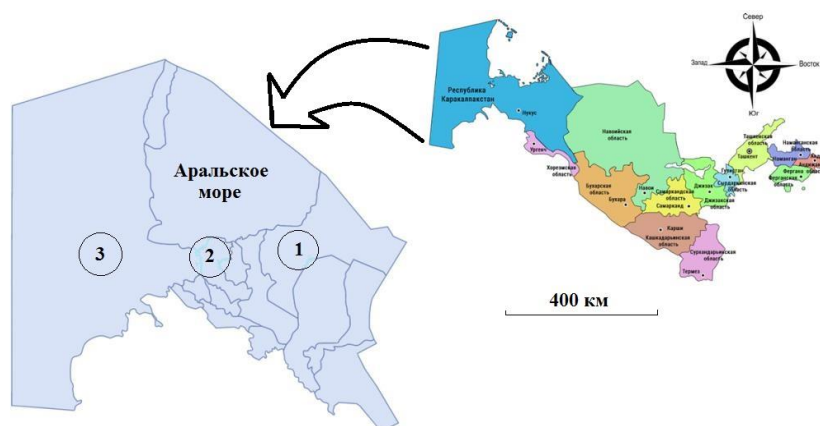 Аральское
море
1
2
3
Север
Запад
Восток
Юг
Республика
Каракалпакстан
Нукус
Ургенч
Хорезмская
область
Навоийская
область
Бухарская
область
Бухара
Навои
Самаркандская
область
Самарканд
Джизак
Джизакская
область
Гулистан
Сырдарьинская
область
Ташкентская
область
Ташкент
Наманганская
область
Наманган
Фергана
Ферганская
область
Карши
Кашкадарьинская
область
Сурхандарьинская
область
Термез
400 км